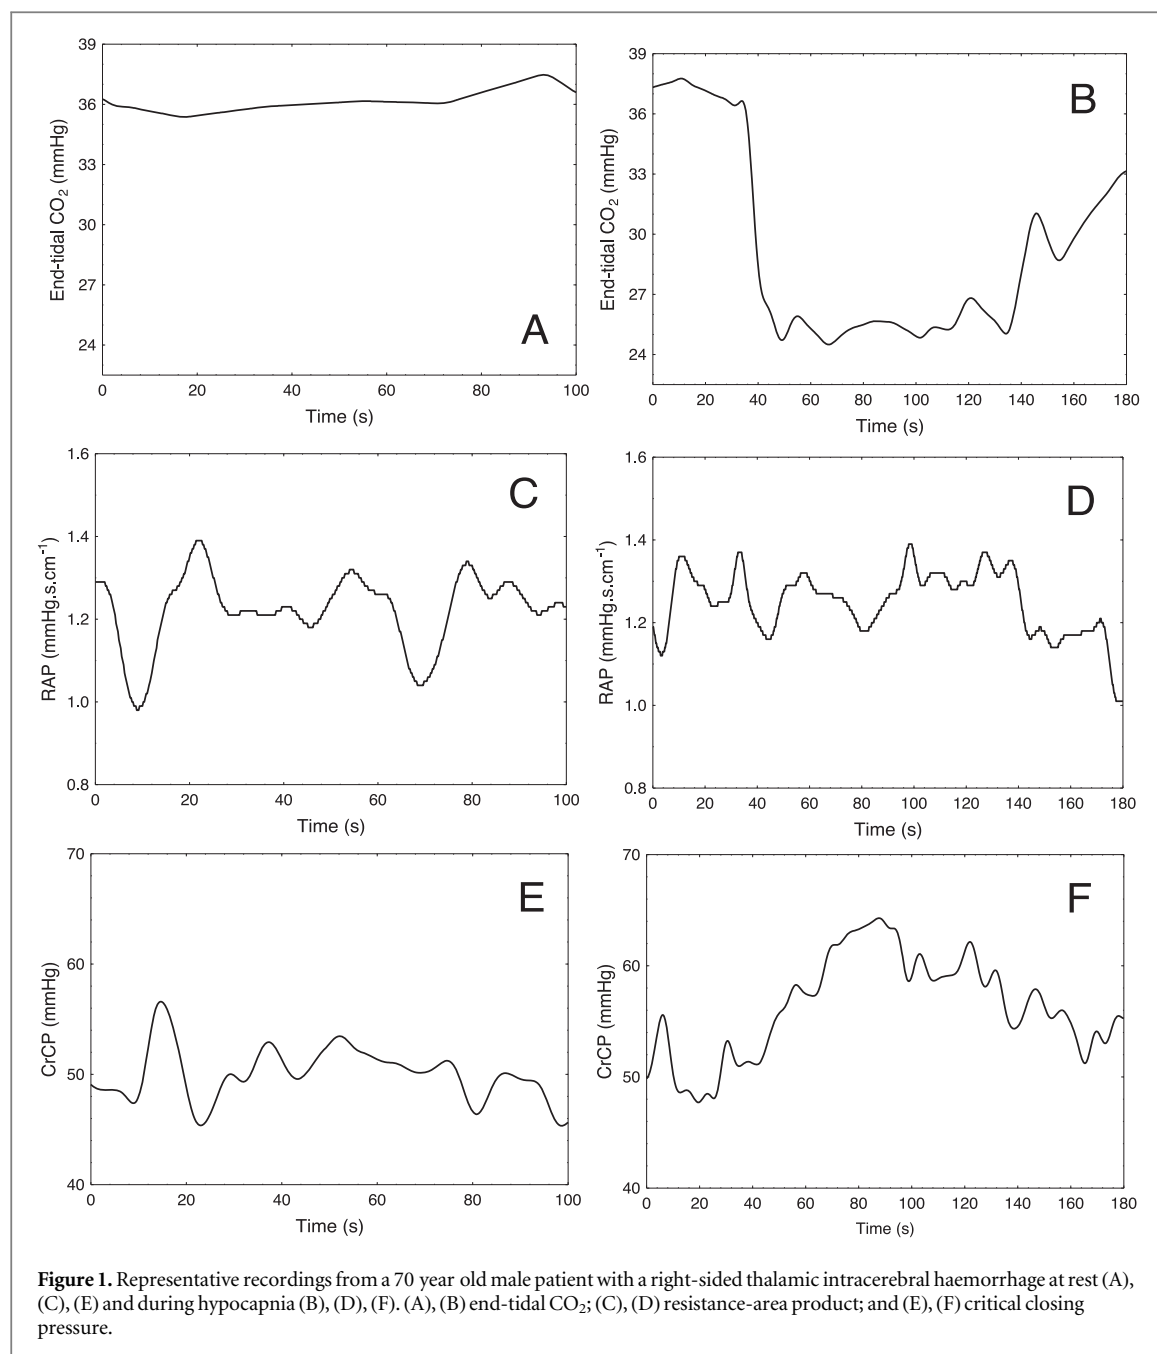 39
36
33
30
27
24
End-tidal CO₂ (mmHg)
A
0 20 40 60 80 100
Time (s)
39
36
33
30
27
24
End-tidal CO₂ (mmHg)
B
0 20 40 60 80 100 120 140 160 180
Time (s)
1.6
1.4
1.2
1.0
0.8
RAP (mmHg.s.cm⁻¹)
C
0 20 40 60 80 100
Time (s)
1.6
1.4
1.2
1.0
0.8
RAP (mmHg.s.cm⁻¹)
D
0 20 40 60 80 100 120 140 160 180
Time (s)
70
60
50
40
CrCP (mmHg)
E
0 20 40 60 80 100
Time (s)
70
60
50
40
CrCP (mmHg)
F
0 20 40 60 80 100 120 140 160 180
Time (s)
Figure 1. Representative recordings from a 70 year old male patient with a right-sided thalamic intracerebral haemorrhage at rest (A),
(C), (E) and during hypocapnia (B), (D), (F). (A), (B) end-tidal CO₂; (C), (D) resistance-area product; and (E), (F) critical closing
pressure.